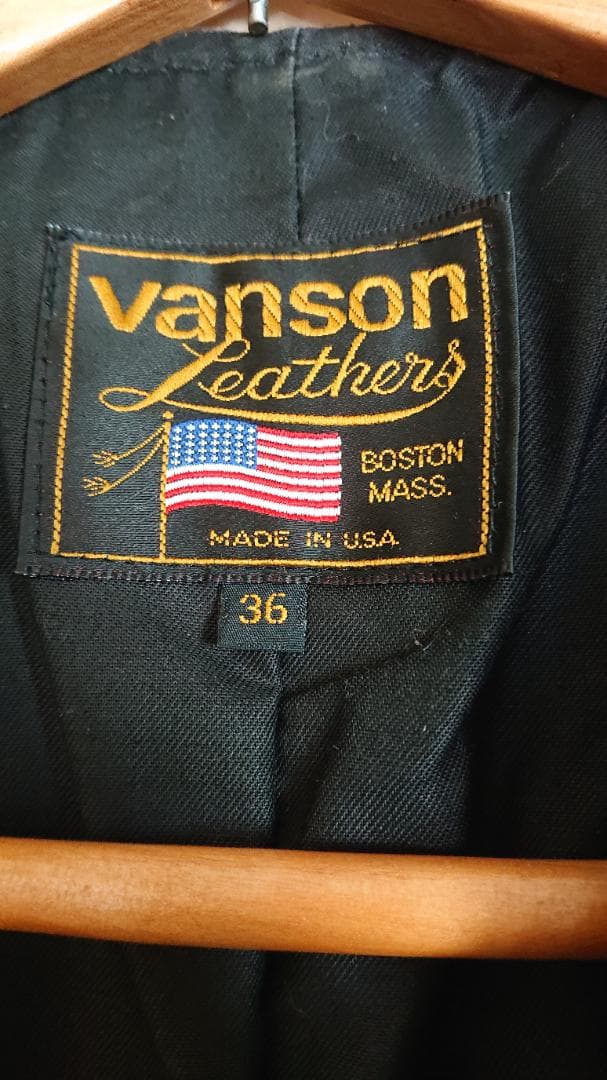 vanson
Leathers
BOSTON
MASS.
MADE IN U.S.A.
36